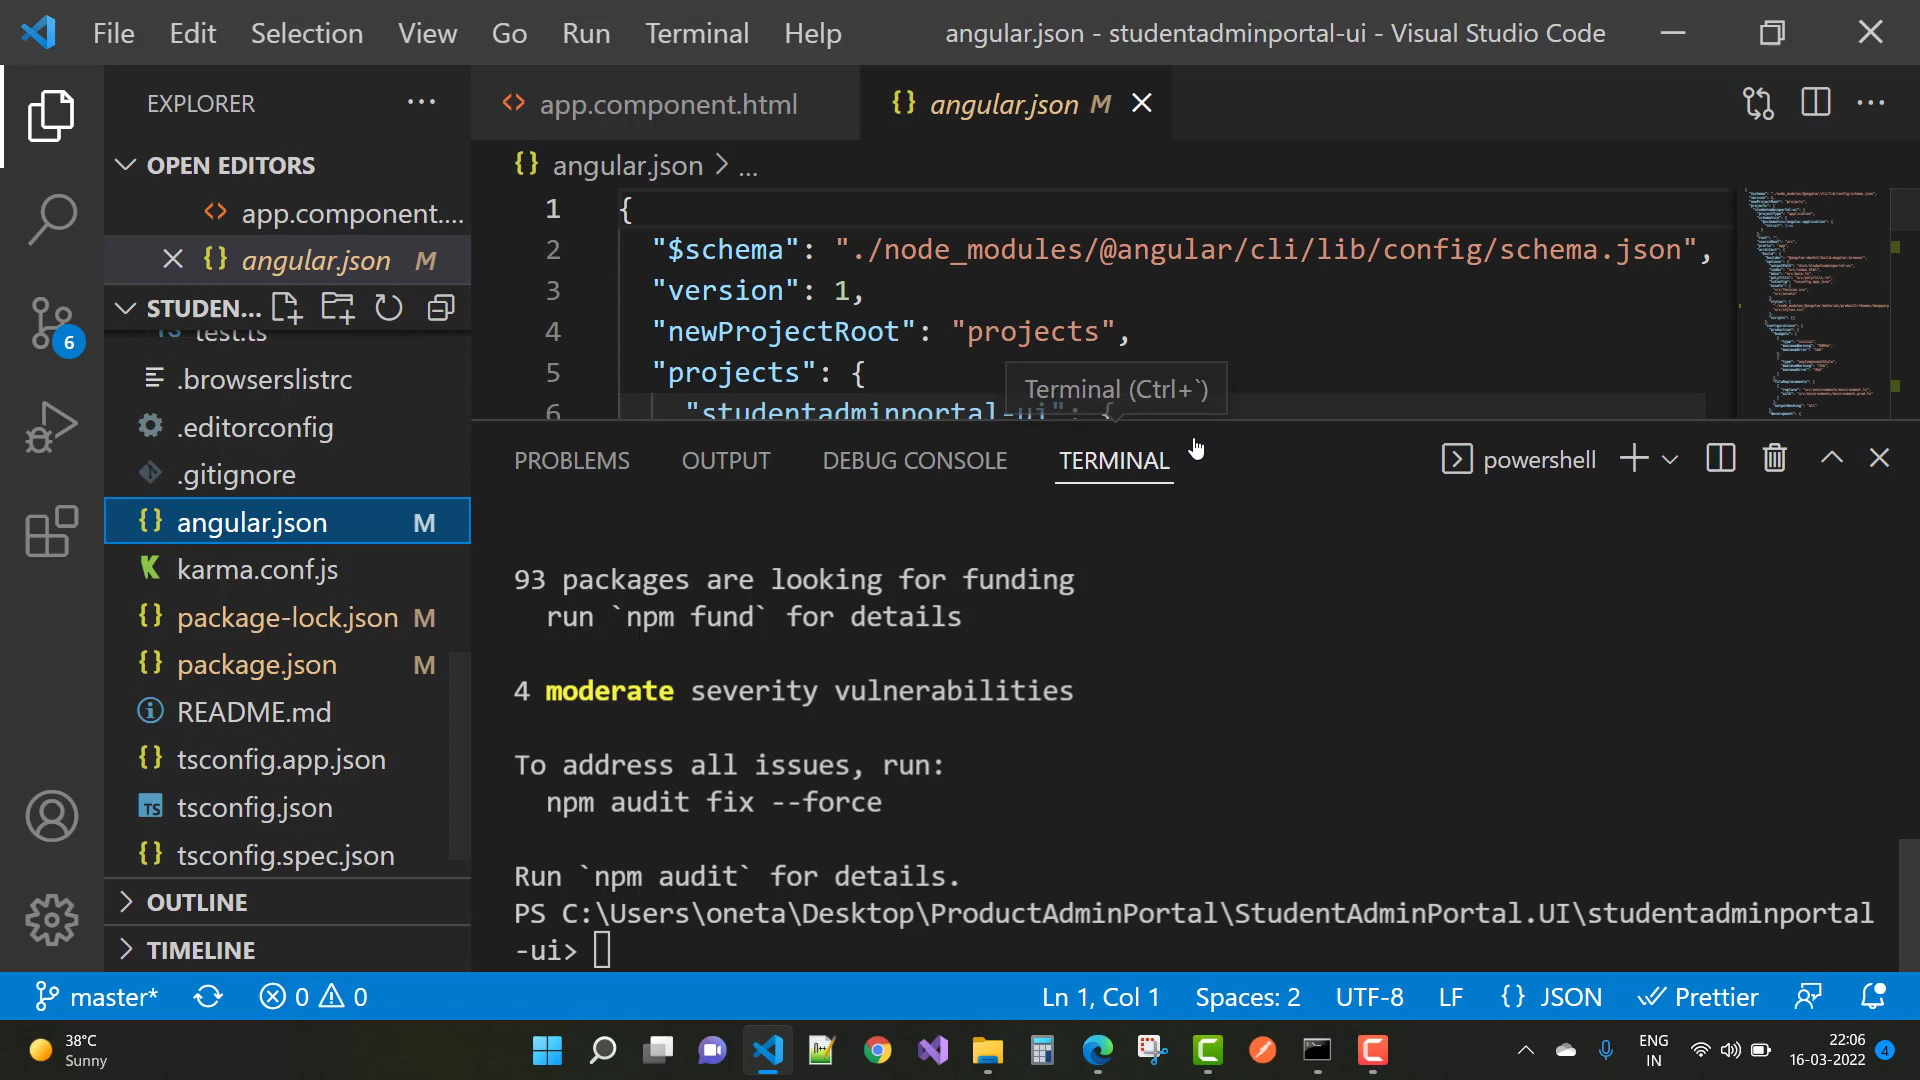 File Edit Selection View Go Run Terminal Help angular.json - studentadminportal-ui - Visual Studio Code
EXPLORER
OPEN EDITORS
app.component....
angular.json M
STUDEN...
test.ts
.browserslistrc
.editorconfig
.gitignore
angular.json M
karma.conf.js
package-lock.json M
package.json M
README.md
tsconfig.app.json
TS tsconfig.json
tsconfig.spec.json
OUTLINE
TIMELINE
6
app.component.html
{} angular.json M
{} angular.json > ...
1 {
2 "$schema": "./node_modules/@angular/cli/lib/config/schema.json",
3 "version": 1,
4 "newProjectRoot": "projects",
5 "projects": {
6 "studentadminportal-ui": {
Terminal (Ctrl+`)
PROBLEMS OUTPUT DEBUG CONSOLE TERMINAL
powershell
93 packages are looking for funding
run `npm fund` for details
4 moderate severity vulnerabilities
To address all issues, run:
npm audit fix --force
Run `npm audit` for details.
PS C:\Users\oneta\Desktop\ProductAdminPortal\StudentAdminPortal.UI\studentadminportal
-ui>
master* 0 0 Ln 1, Col 1 Spaces: 2 UTF-8 LF {} JSON Prettier
38°C
Sunny
ENG
IN
22:06
16-03-2022
4